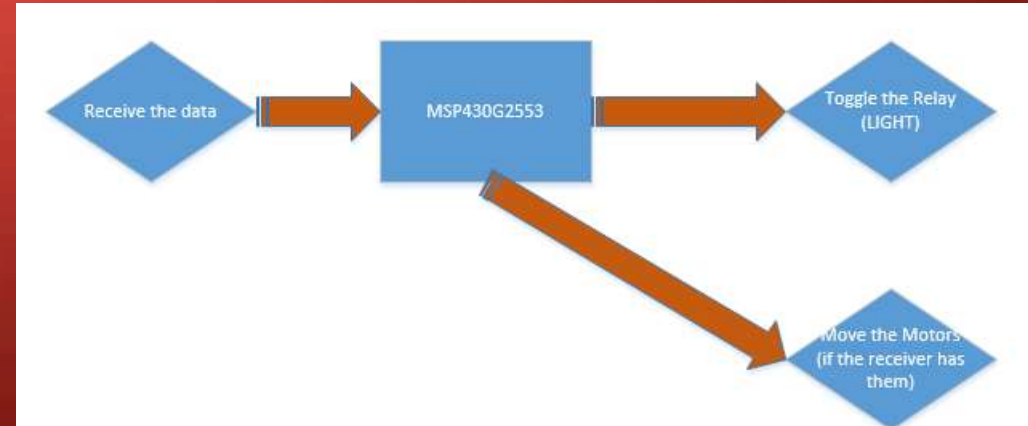 Receive the data
MSP430G2553
Toggle the Relay
(LIGHT)
Move the Motors
(if the receiver has
them)